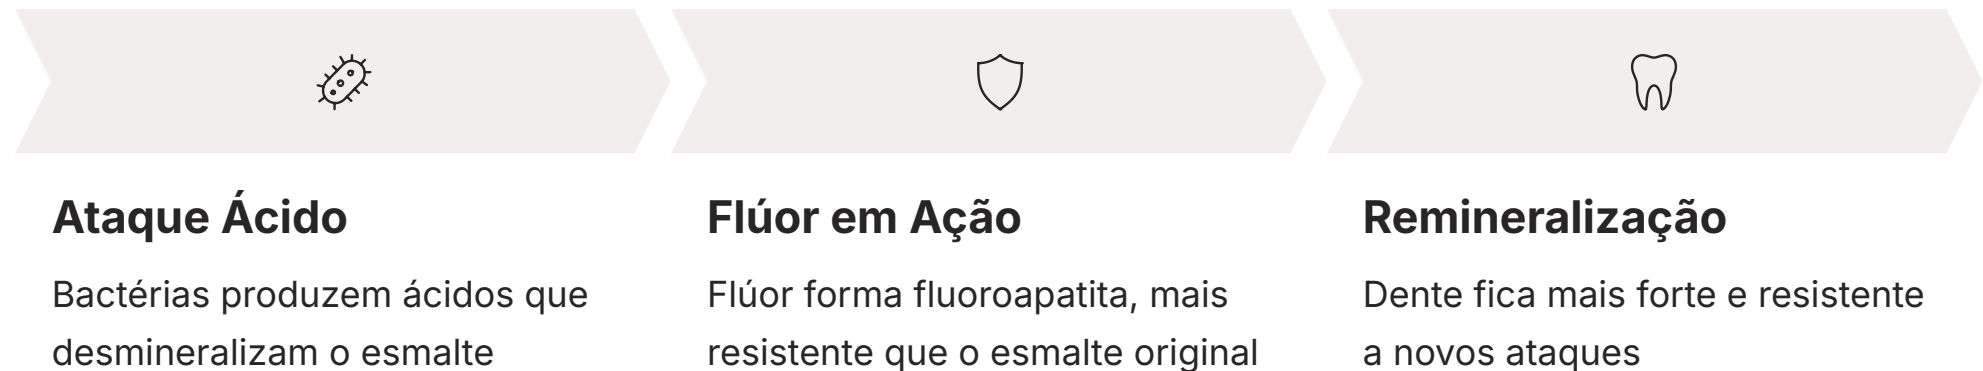 Ataque Ácido
Bactérias produzem ácidos que
desmineralizam o esmalte
Flúor em Ação
Flúor forma fluoroapatita, mais
resistente que o esmalte original
Remineralização
Dente fica mais forte e resistente
a novos ataques